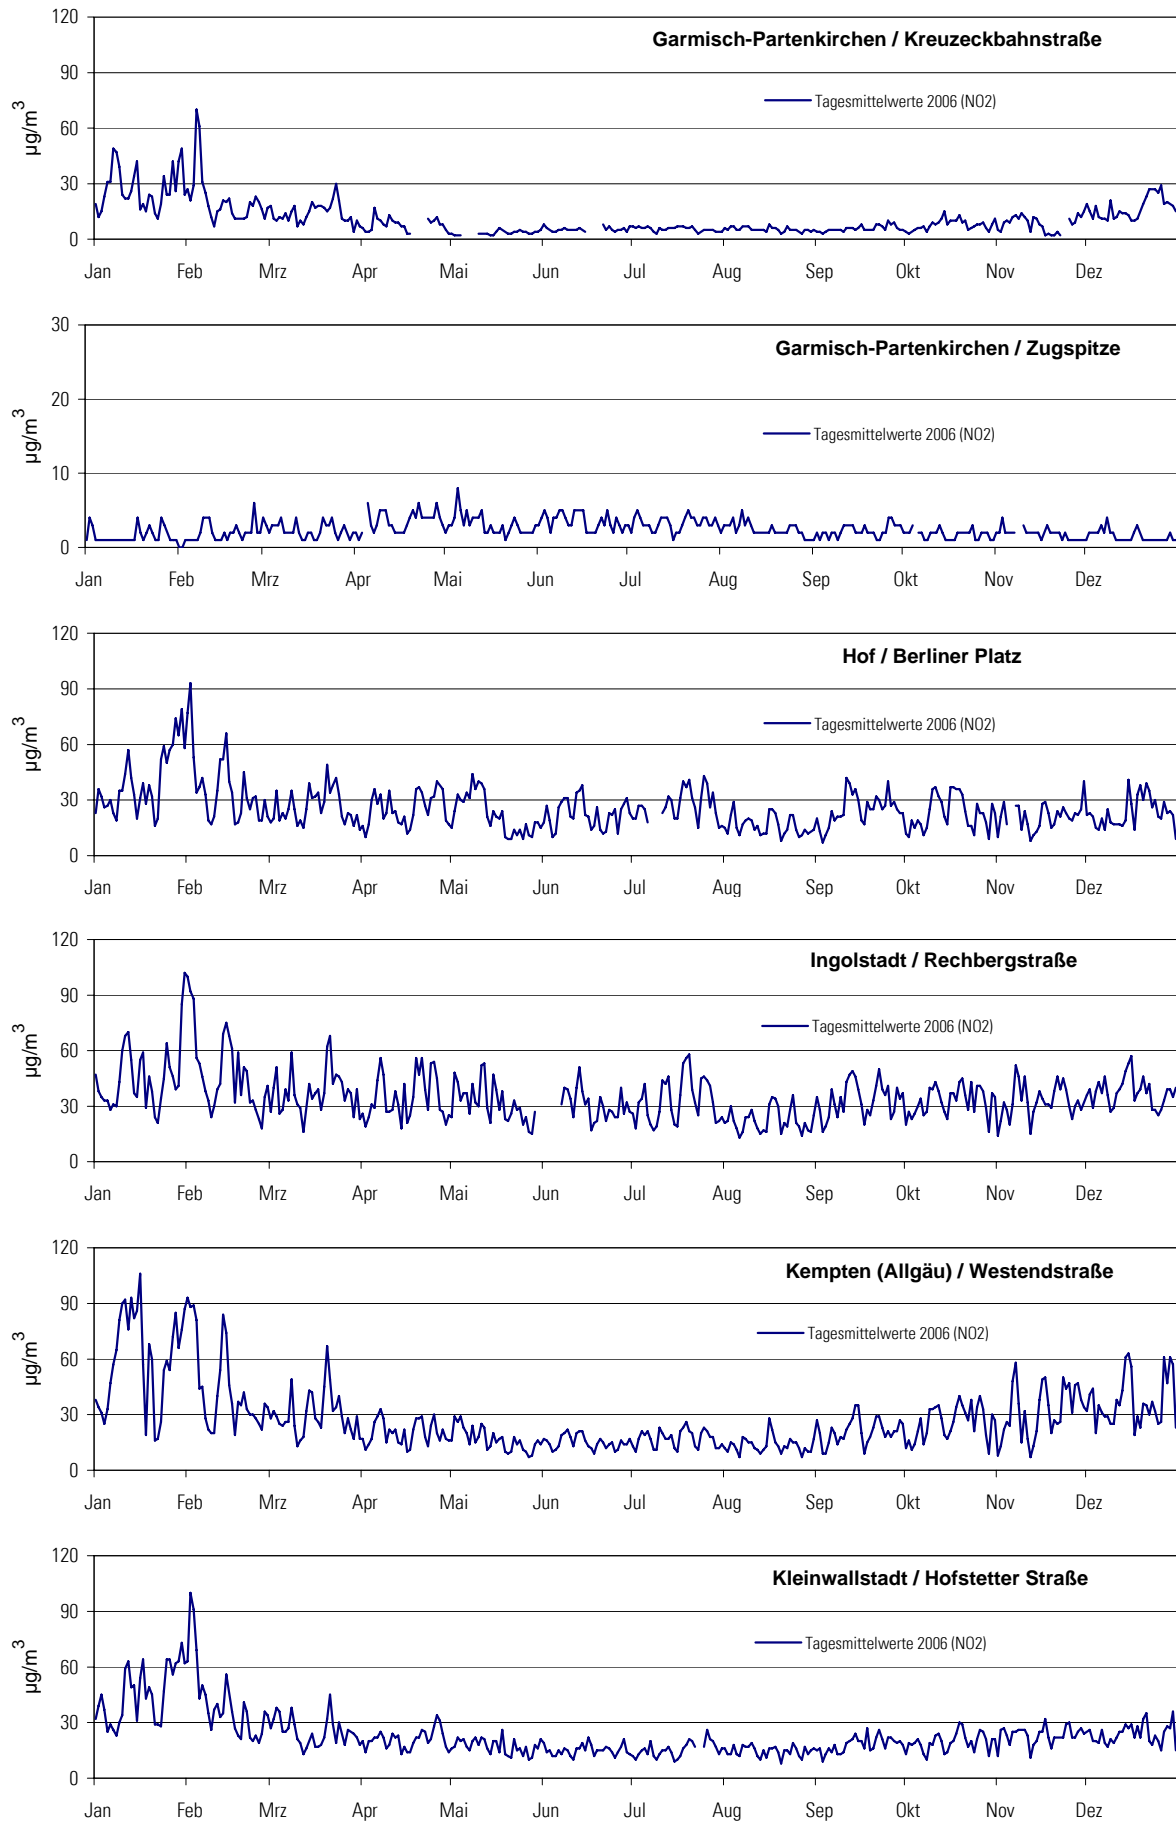 120
Garmisch-Partenkirchen / Kreuzeckbahnstraße
90
Tagesmittelwerte 2006 (NO2)
µg/m³
60
30
0
Jan Feb Mrz Apr Mai Jun Jul Aug Sep Okt Nov Dez
30
Garmisch-Partenkirchen / Zugspitze
20
Tagesmittelwerte 2006 (NO2)
µg/m³
10
0
Jan Feb Mrz Apr Mai Jun Jul Aug Sep Okt Nov Dez
120
Hof / Berliner Platz
90
Tagesmittelwerte 2006 (NO2)
µg/m³
60
30
0
Jan Feb Mrz Apr Mai Jun Jul Aug Sep Okt Nov Dez
120
Ingolstadt / Rechbergstraße
90
Tagesmittelwerte 2006 (NO2)
µg/m³
60
30
0
Jan Feb Mrz Apr Mai Jun Jul Aug Sep Okt Nov Dez
120
Kempten (Allgäu) / Westendstraße
90
Tagesmittelwerte 2006 (NO2)
µg/m³
60
30
0
Jan Feb Mrz Apr Mai Jun Jul Aug Sep Okt Nov Dez
120
Kleinwallstadt / Hofstetter Straße
90
Tagesmittelwerte 2006 (NO2)
µg/m³
60
30
0
Jan Feb Mrz Apr Mai Jun Jul Aug Sep Okt Nov Dez